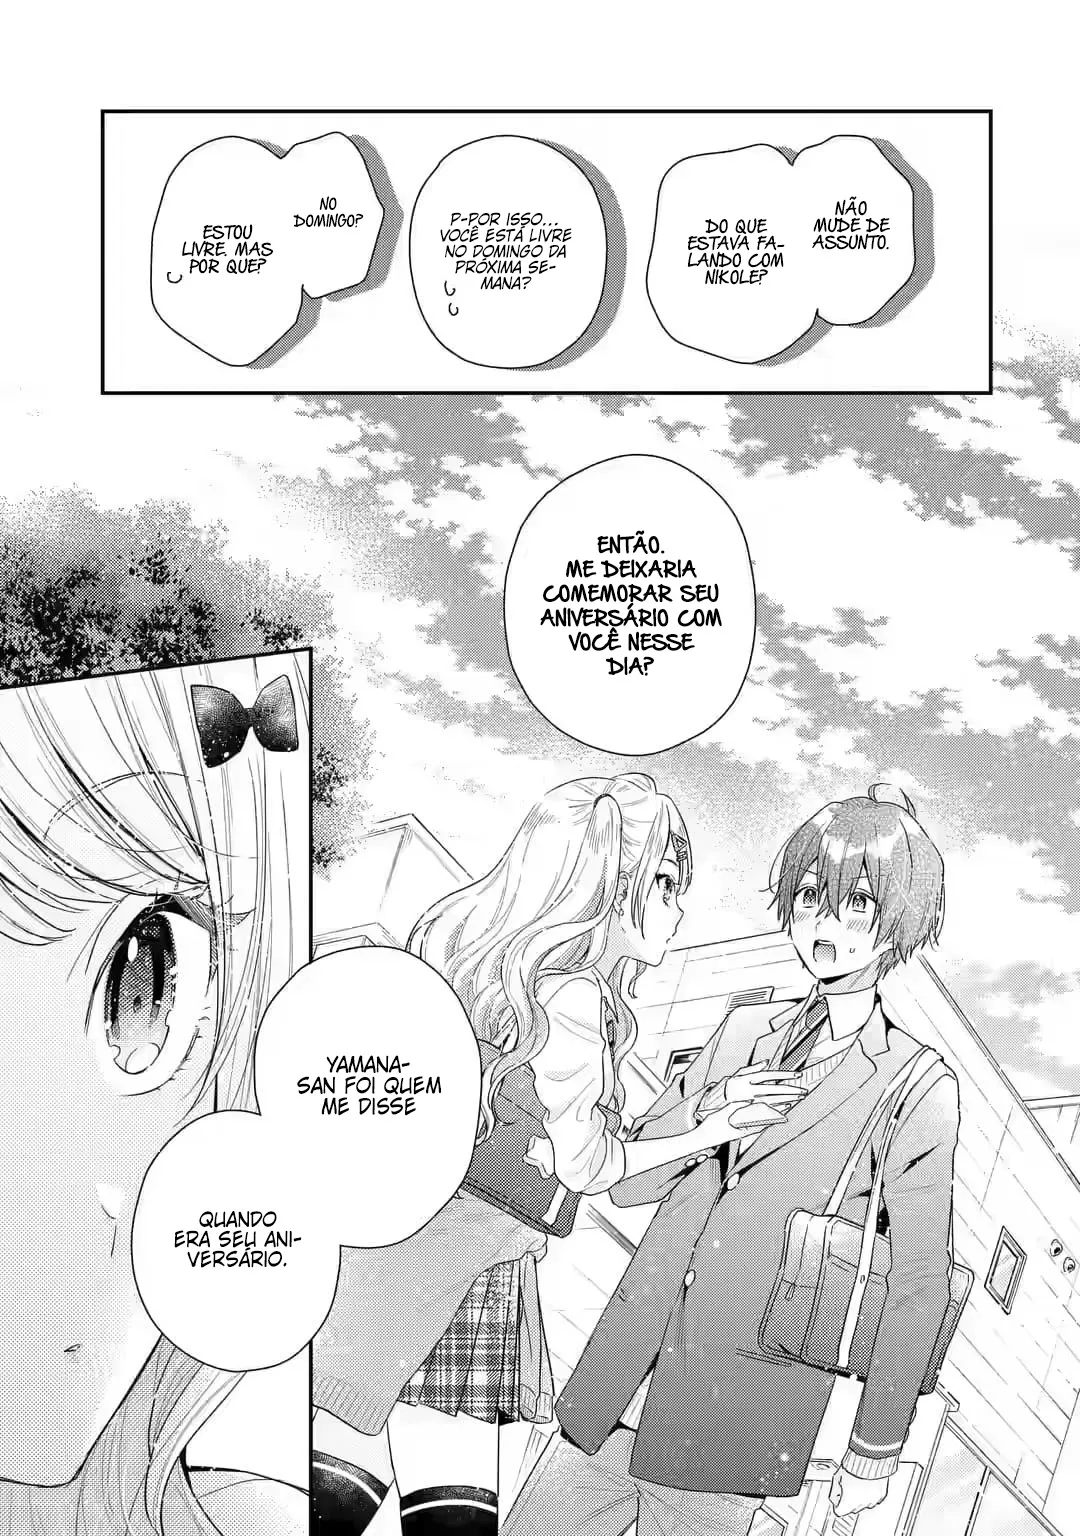 NÃO
MUDE DE
ASSUNTO.
DO QUE
ESTAVA FA-
LANDO COM
NIKOLE?
P-POR ISSO...
VOCÊ ESTÁ LIVRE
NO DOMINGO DA
PRÓXIMA SE-
MANA?
NO
DOMINGO?
ESTOU
LIVRE, MAS
POR QUE?
ENTÃO.
ME DEIXARIA
COMEMORAR SEU
ANIVERSÁRIO COM
VOCÊ NESSE
DIA?
YAMANA-
SAN FOI QUEM
ME DISSE
QUANDO
ERA SEU ANI-
VERSÁRIO.